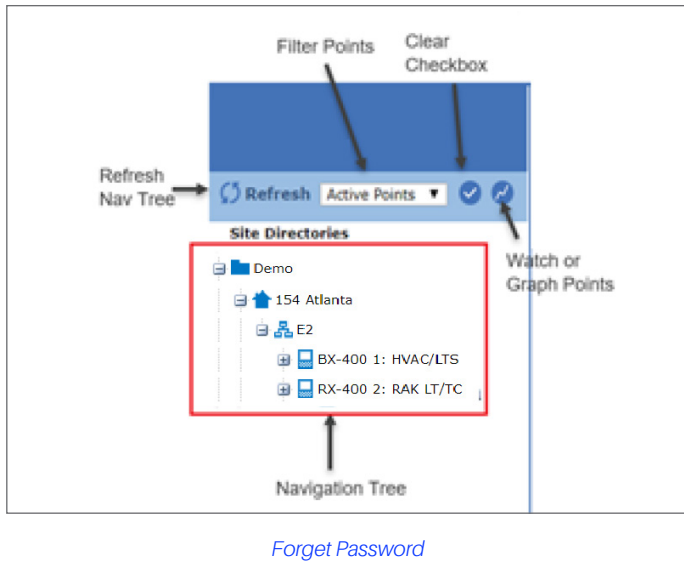 Filter Points
Clear
Checkbox
Refresh
Nav Tree
Refresh
Active Points
Site Directories
Demo
154 Atlanta
E2
BX-400 1: HVAC/LTS
RX-400 2: RAK LT/TC
Watch or
Graph Points
Navigation Tree
Forget Password